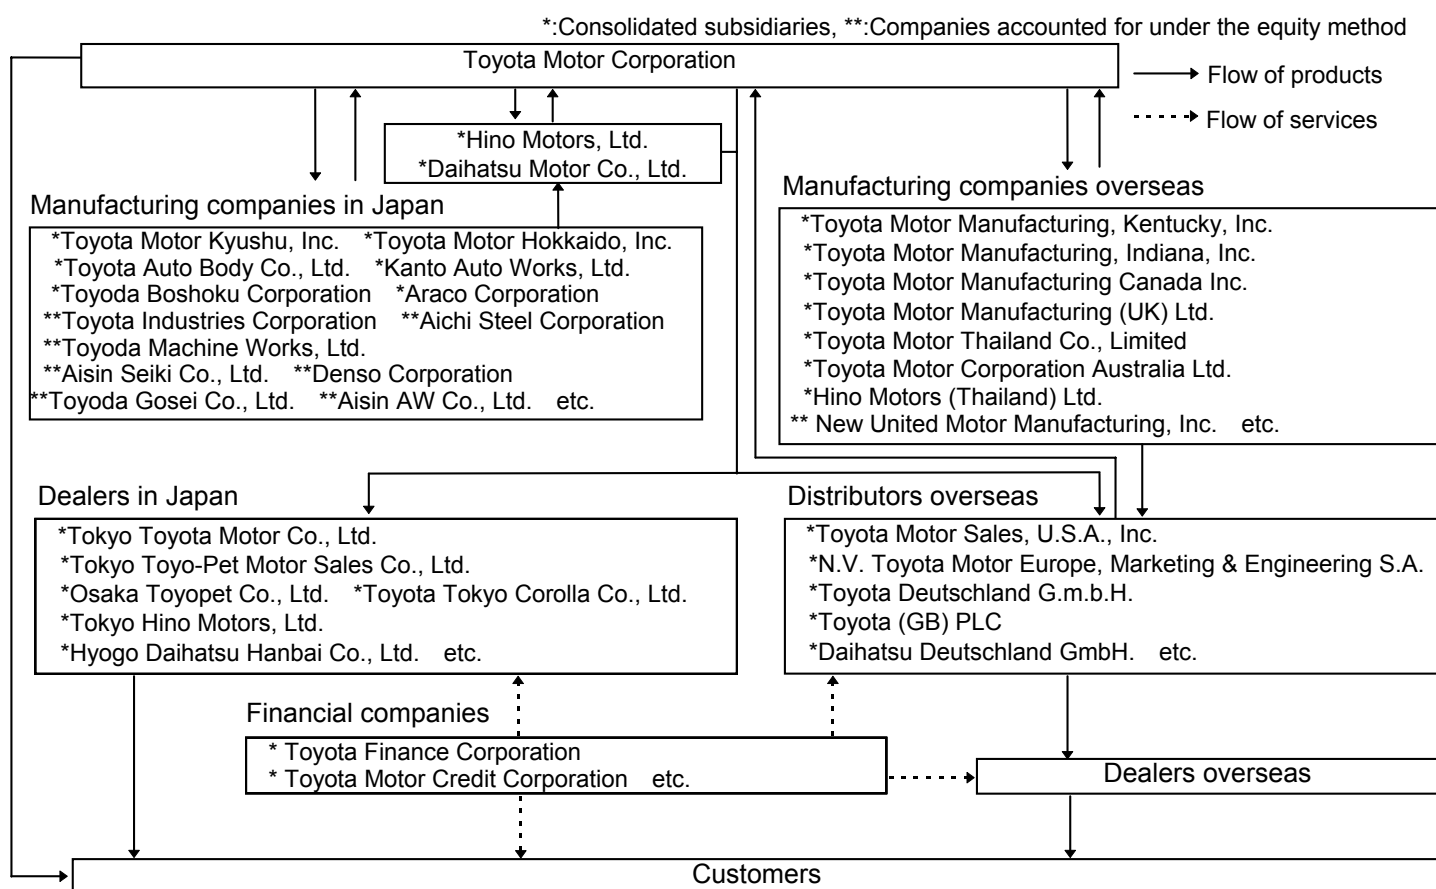 *:Consolidated subsidiaries, **:Companies accounted for under the equity method
Toyota Motor Corporation
Flow of products
Flow of services
*Hino Motors, Ltd.
*Daihatsu Motor Co., Ltd.
Manufacturing companies in Japan
*Toyota Motor Kyushu, Inc. *Toyota Motor Hokkaido, Inc.
*Toyota Auto Body Co., Ltd. *Kanto Auto Works, Ltd.
*Toyoda Boshoku Corporation *Araco Corporation
**Toyota Industries Corporation **Aichi Steel Corporation
**Toyoda Machine Works, Ltd.
**Aisin Seiki Co., Ltd. **Denso Corporation
**Toyoda Gosei Co., Ltd. **Aisin AW Co., Ltd. etc.
Manufacturing companies overseas
*Toyota Motor Manufacturing, Kentucky, Inc.
*Toyota Motor Manufacturing, Indiana, Inc.
*Toyota Motor Manufacturing Canada Inc.
*Toyota Motor Manufacturing (UK) Ltd.
*Toyota Motor Thailand Co., Limited
*Toyota Motor Corporation Australia Ltd.
*Hino Motors (Thailand) Ltd.
** New United Motor Manufacturing, Inc. etc.
Dealers in Japan
*Tokyo Toyota Motor Co., Ltd.
*Tokyo Toyo-Pet Motor Sales Co., Ltd.
*Osaka Toyopet Co., Ltd. *Toyota Tokyo Corolla Co., Ltd.
*Tokyo Hino Motors, Ltd.
*Hyogo Daihatsu Hanbai Co., Ltd. etc.
Distributors overseas
*Toyota Motor Sales, U.S.A., Inc.
*N.V. Toyota Motor Europe, Marketing & Engineering S.A.
*Toyota Deutschland G.m.b.H.
*Toyota (GB) PLC
*Daihatsu Deutschland GmbH. etc.
Financial companies
* Toyota Finance Corporation
* Toyota Motor Credit Corporation etc.
Dealers overseas
Customers